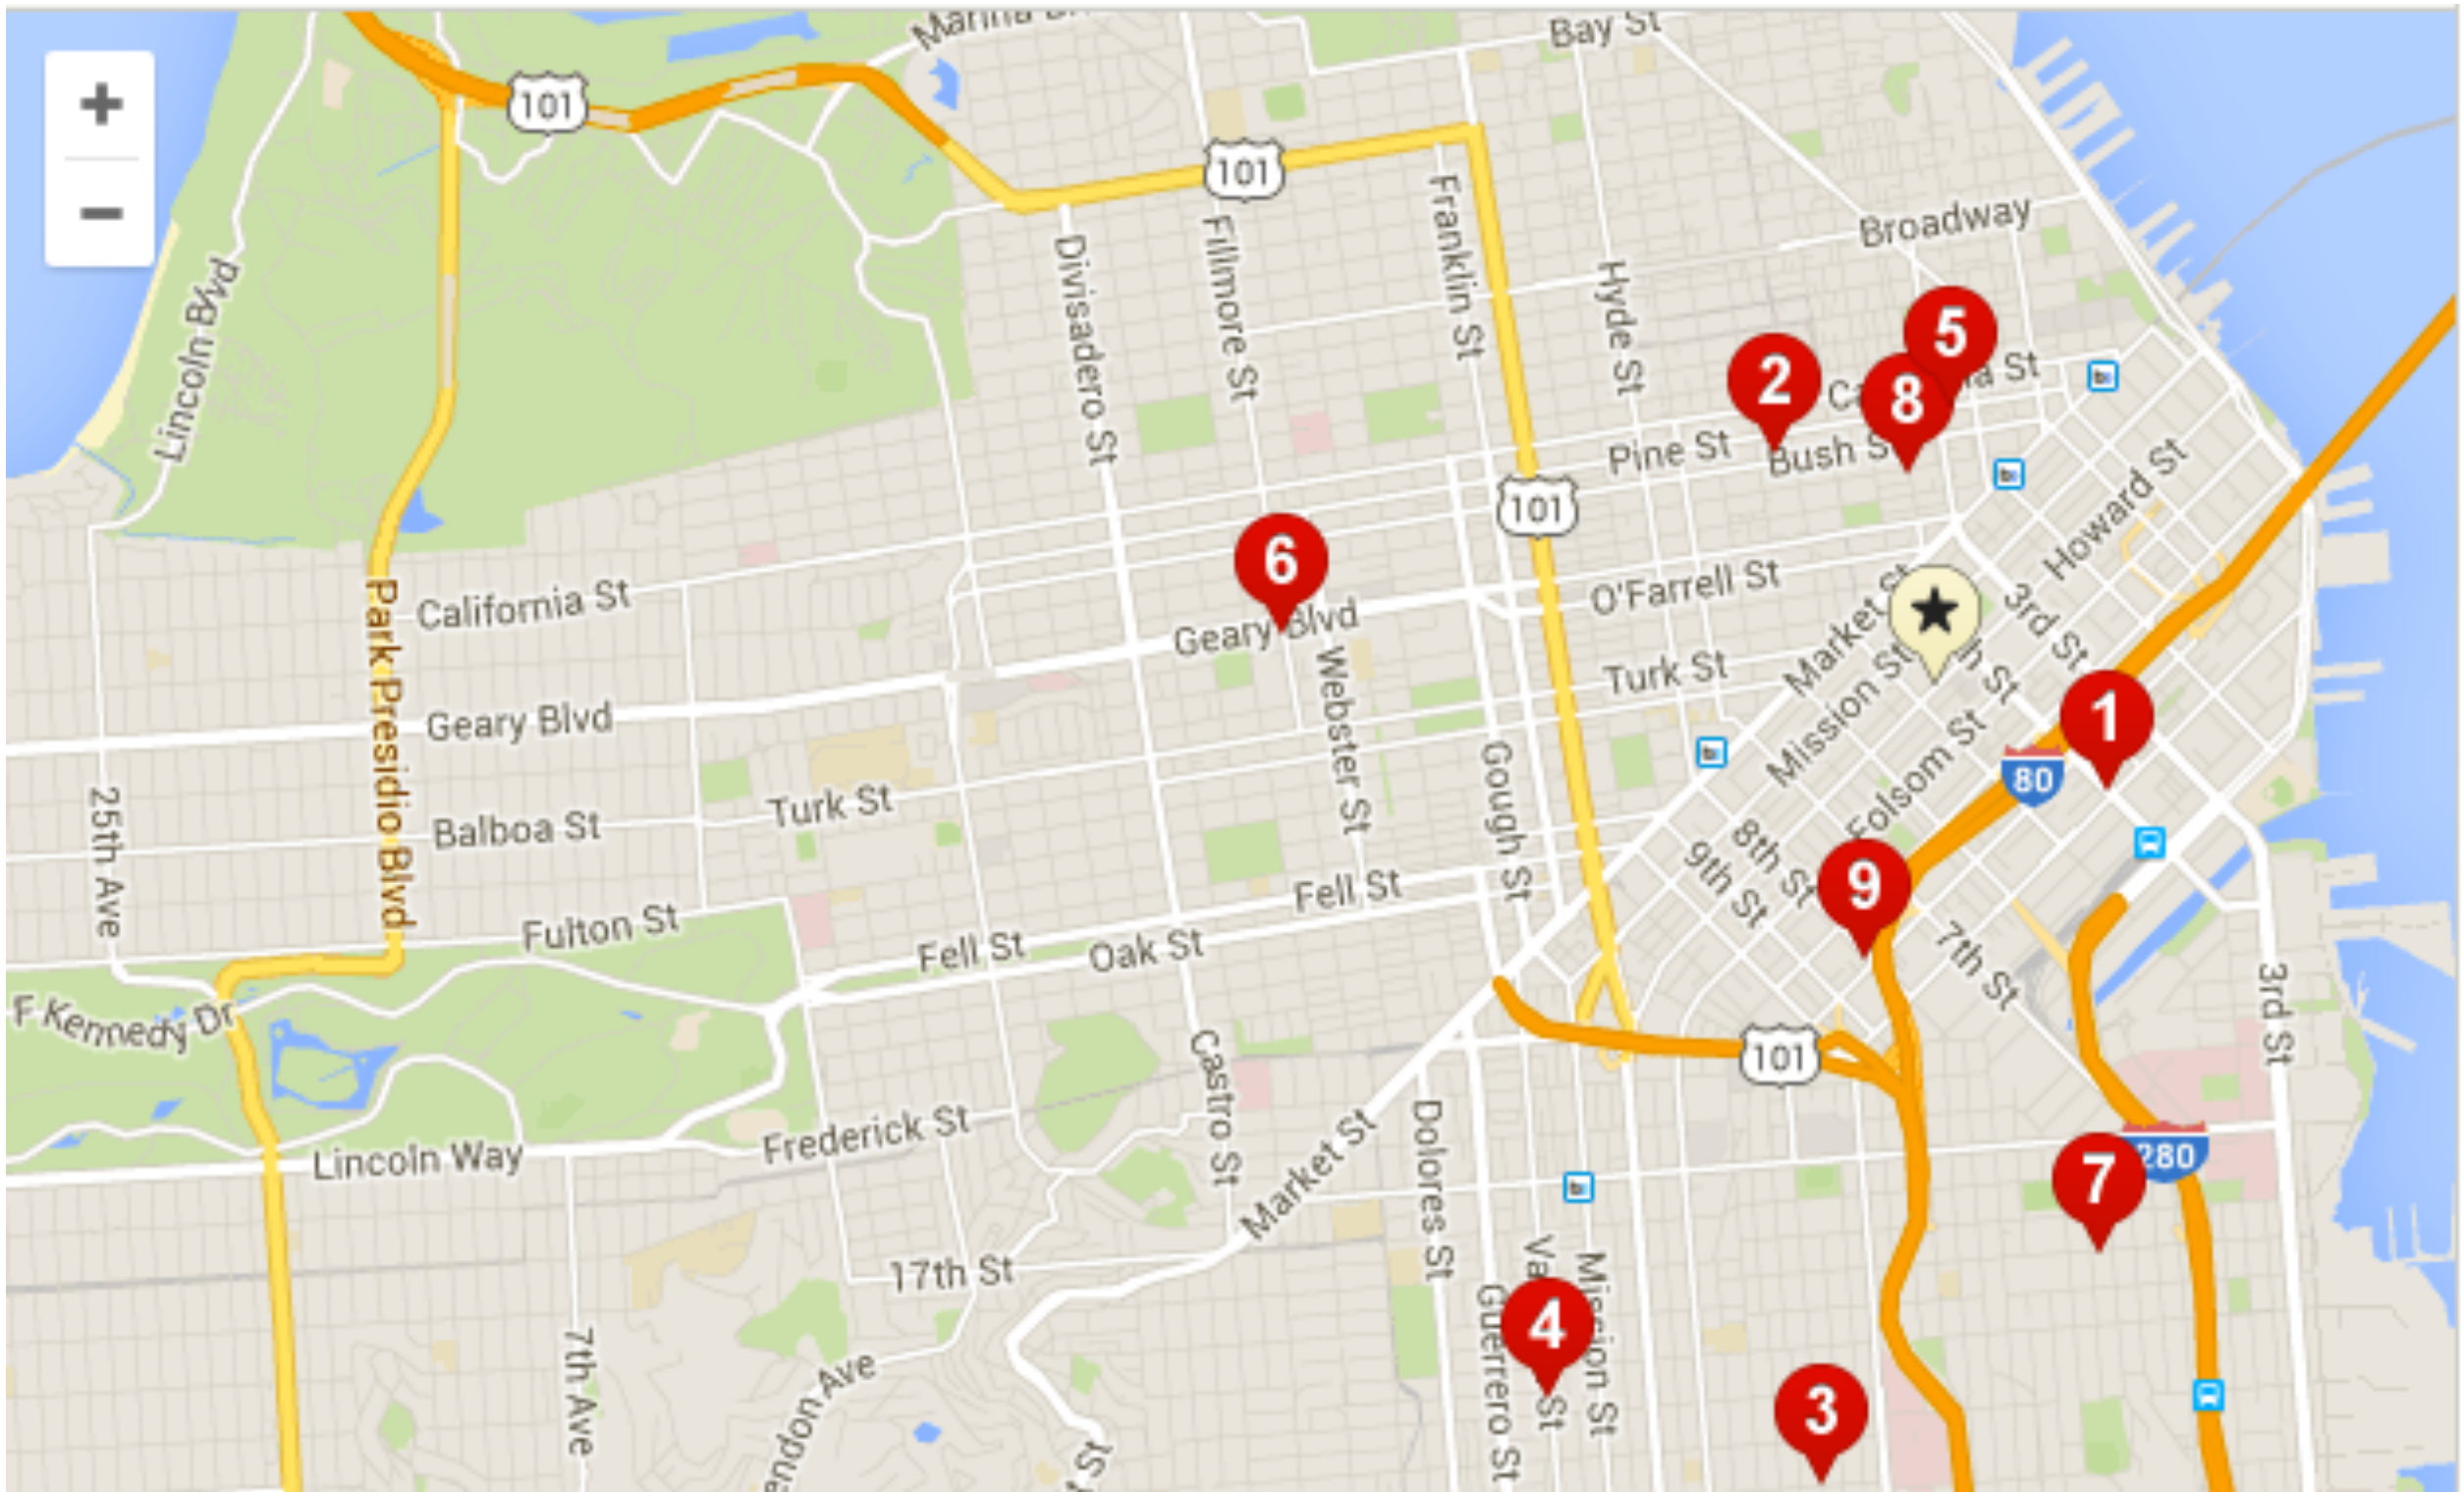 Marina
Bay St
+
101
101
Broadway
Lincoln Blvd
Divisadero St
Fillmore St
Franklin St
Hyde St
5
2
8
St
Pine St
Bush
101
Howard St
6
California St
O'Farrell St
Market St
3rd St
Geary Blvd
St
Park Presidio Blvd
Geary Blvd
Turk St
Mission St
1
Webster St
80
Folsom St
25th Ave
Balboa St
Turk St
Gough St
8th St
9th St
9
Fell St
Fulton St
Fell St
Oak St
7th St
3rd St
F Kennedy Dr
101
Castro St
Frederick St
Lincoln Way
Market St
Dolores St
280
7
17th St
4
St
Mission St
Guerrero St
7th Ave
Ave
3
St